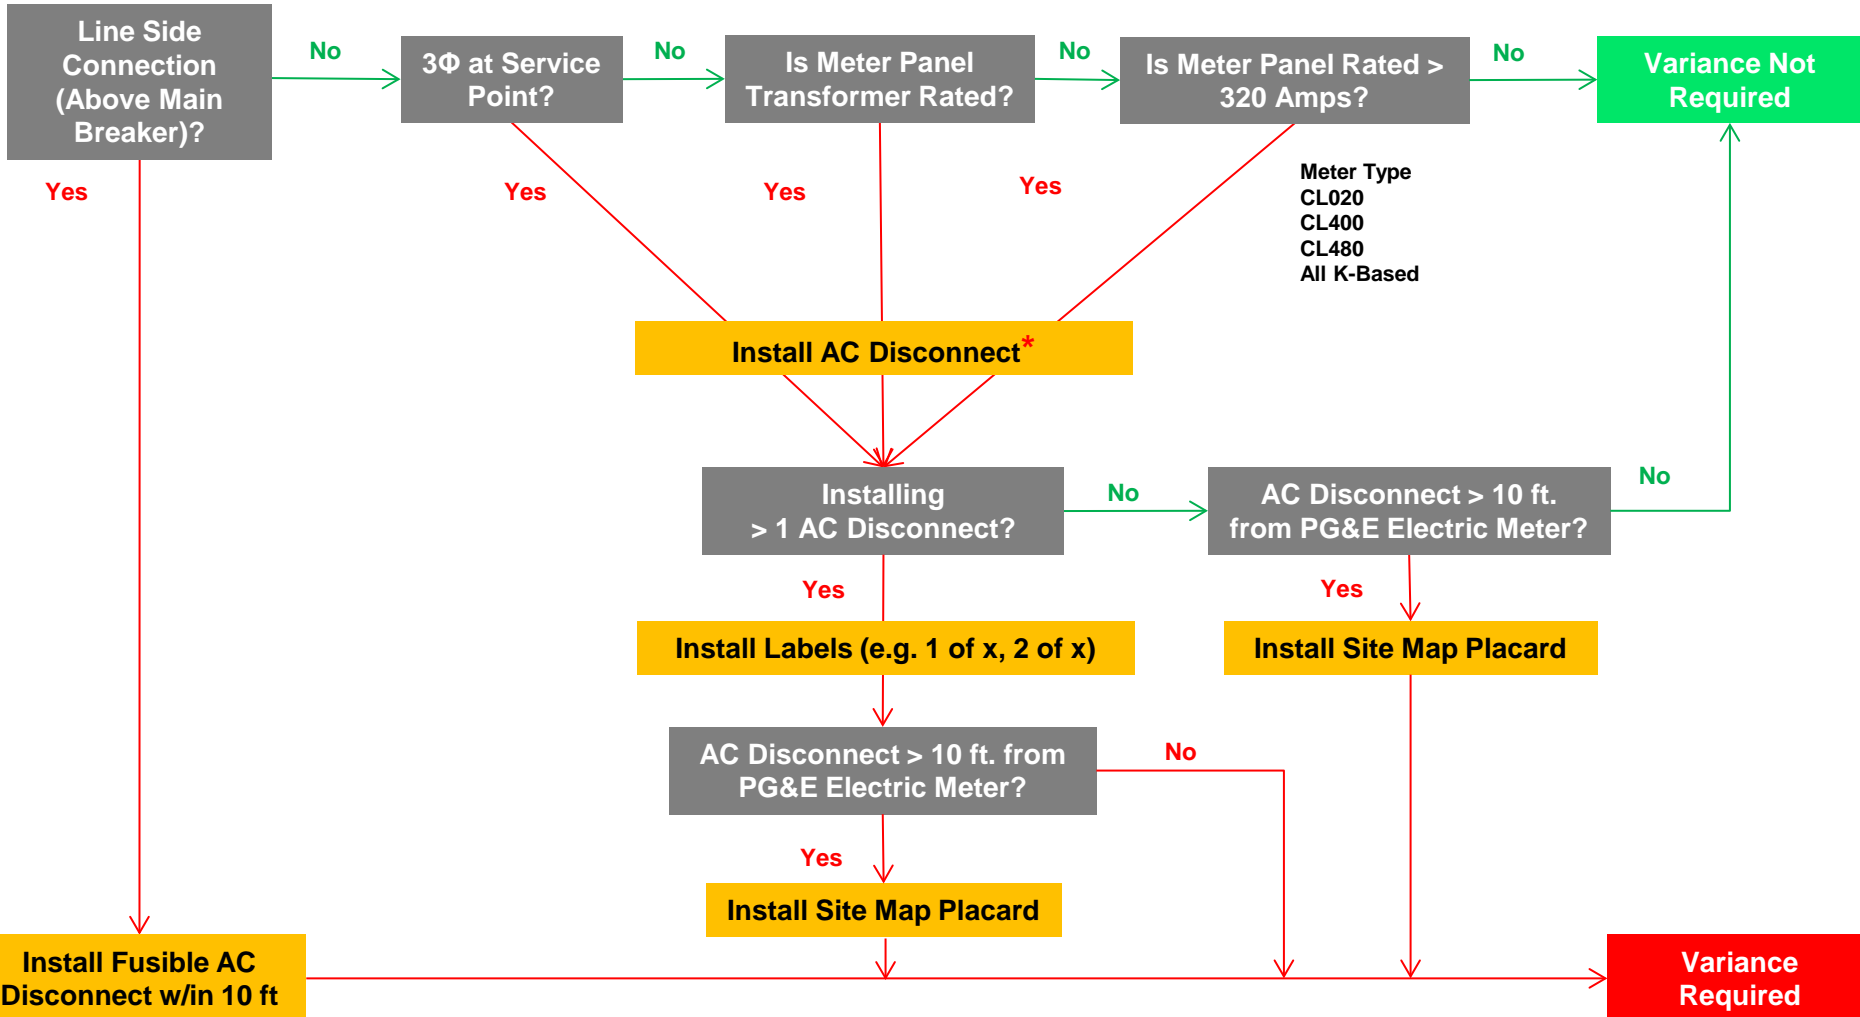 Line Side
Connection
(Above Main
Breaker)?
No
3Φ at Service
Point?
No
Is Meter Panel
Transformer Rated?
No
Is Meter Panel Rated >
320 Amps?
No
Variance Not
Required
Yes
Yes
Yes
Yes
Meter Type
CL020
CL400
CL480
All K-Based
Install AC Disconnect*
Installing
> 1 AC Disconnect?
No
AC Disconnect > 10 ft.
from PG&E Electric Meter?
No
Yes
Yes
Install Labels (e.g. 1 of x, 2 of x)
Install Site Map Placard
AC Disconnect > 10 ft. from
PG&E Electric Meter?
No
Yes
Install Site Map Placard
Install Fusible AC
Disconnect w/in 10 ft
Variance
Required